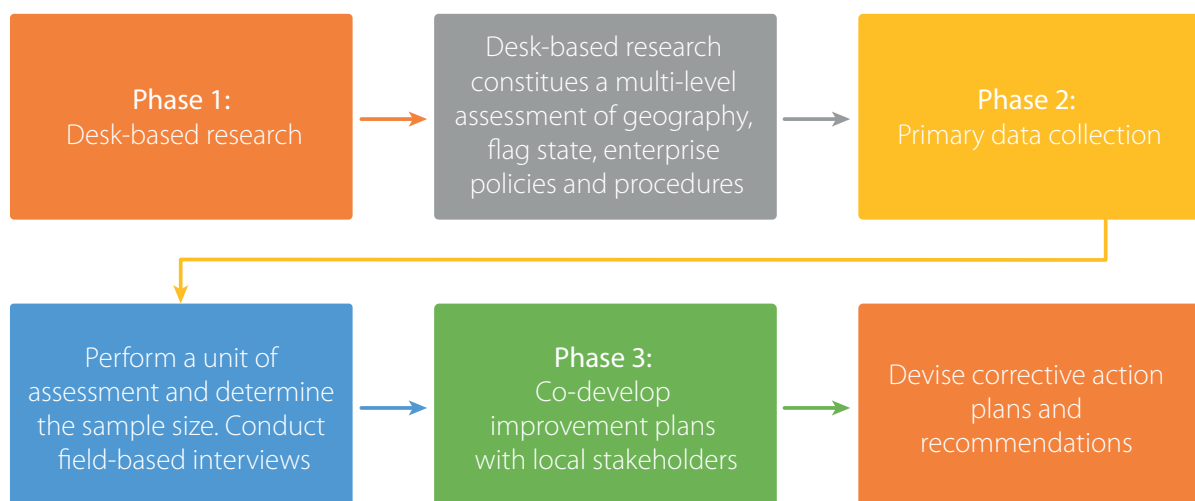 Phase 1:
Desk-based research
Desk-based research
constitues a multi-level
assessment of geography,
flag state, enterprise
policies and procedures
Phase 2:
Primary data collection
Perform a unit of
assessment and determine
the sample size. Conduct
field-based interviews
Phase 3:
Co-develop
improvement plans
with local stakeholders
Devise corrective action
plans and
recommendations